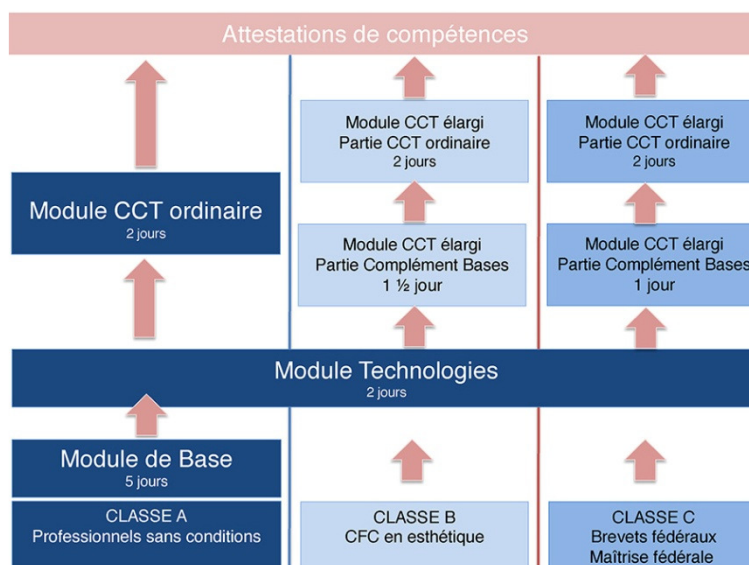 Attestations de compétences
Module CCT ordinaire
2 jours
Module CCT élargi
Partie CCT ordinaire
2 jours
Module CCT élargi
Partie CCT ordinaire
2 jours
Module CCT élargi
Partie Complément Bases
1 ½ jour
Module CCT élargi
Partie Complément Bases
1 jour
Module Technologies
2 jours
Module de Base
5 jours
CLASSE A
Professionnels sans conditions
CLASSE B
CFC en esthétique
CLASSE C
Brevets fédéraux
Maîtrise fédérale